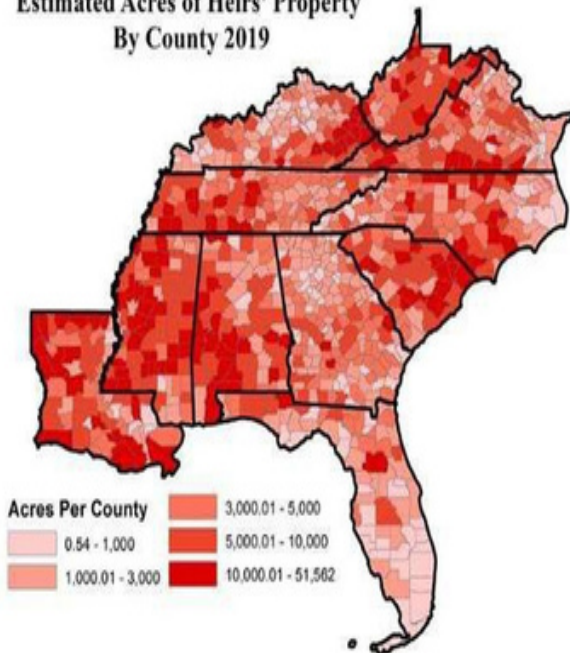 Estimated Acres of Heirs' Property
By County 2019
Acres Per County
0.54 - 1,000
1,000.01 - 3,000
3,000.01 - 5,000
5,000.01 - 10,000
10,000.01 - 51,562